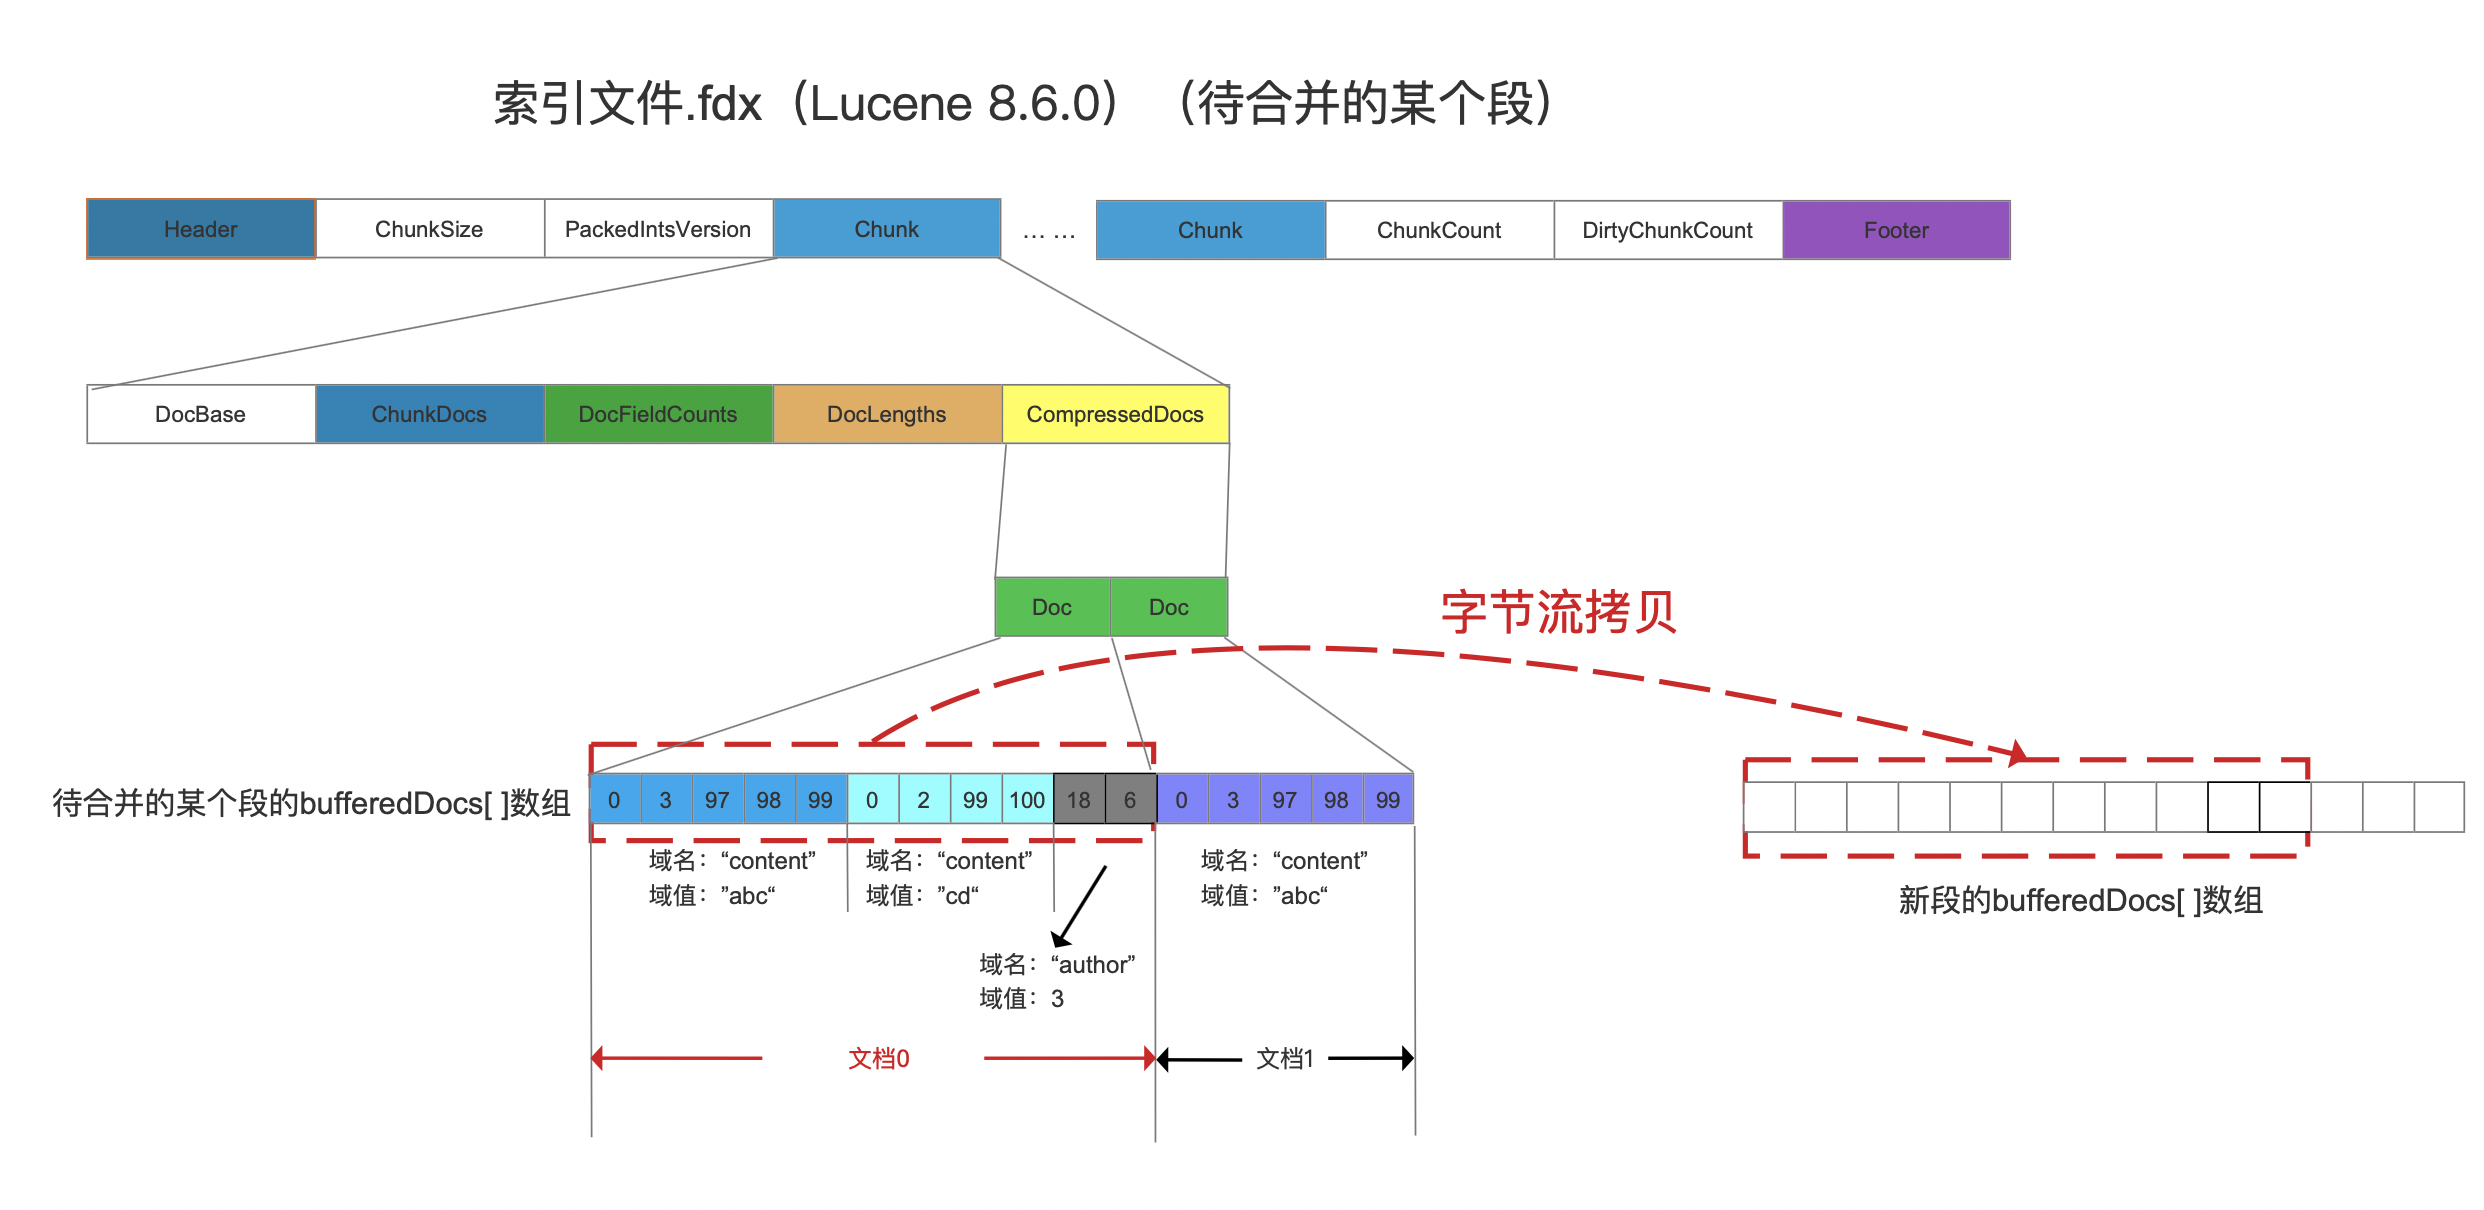 索引文件.fdx（Lucene 8.6.0）（待合并的某个段）
Header ChunkSize PackedIntsVersion Chunk … … Chunk ChunkCount DirtyChunkCount Footer
DocBase ChunkDocs DocFieldCounts DocLengths CompressedDocs
Doc Doc
字节流拷贝
待合并的某个段的bufferedDocs[ ]数组 0 3 97 98 99 0 2 99 100 18 6 0 3 97 98 99
域名：“content” 域名：“content” 域名：“content”
域值：”abc“ 域值：”cd“ 域值：”abc“
新段的bufferedDocs[ ]数组
域名：“author”
域值：3
文档0 文档1